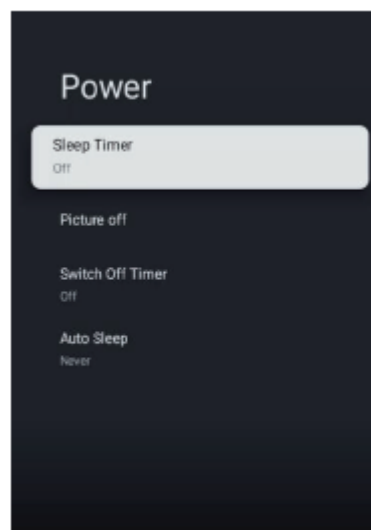 Power
Sleep Timer
Off
Picture off
Switch Off Timer
Off
Auto Sleep
Never